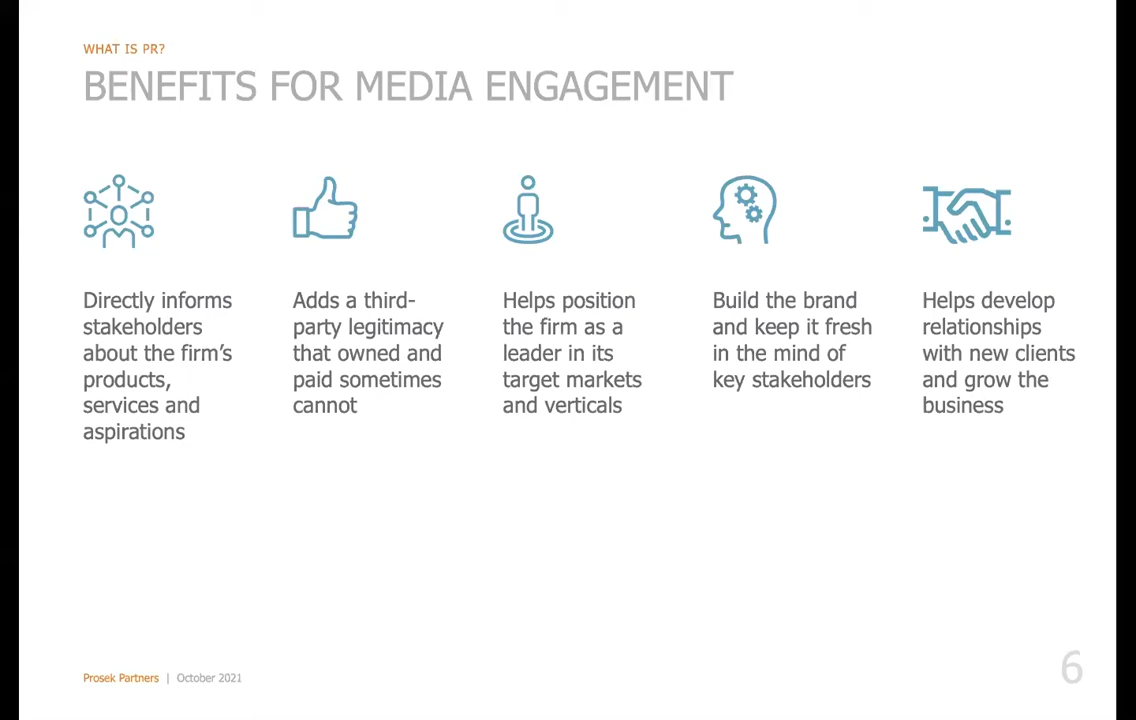 WHAT IS PR?
BENEFITS FOR MEDIA ENGAGEMENT
Directly informs
stakeholders
about the firm's
products,
services and
aspirations
Adds a third-
party legitimacy
that owned and
paid sometimes
cannot
Helps position
the firm as a
leader in its
target markets
and verticals
Build the brand
and keep it fresh
in the mind of
key stakeholders
Helps develop
relationships
with new clients
and grow the
business
Prosek Partners | October 2021
6